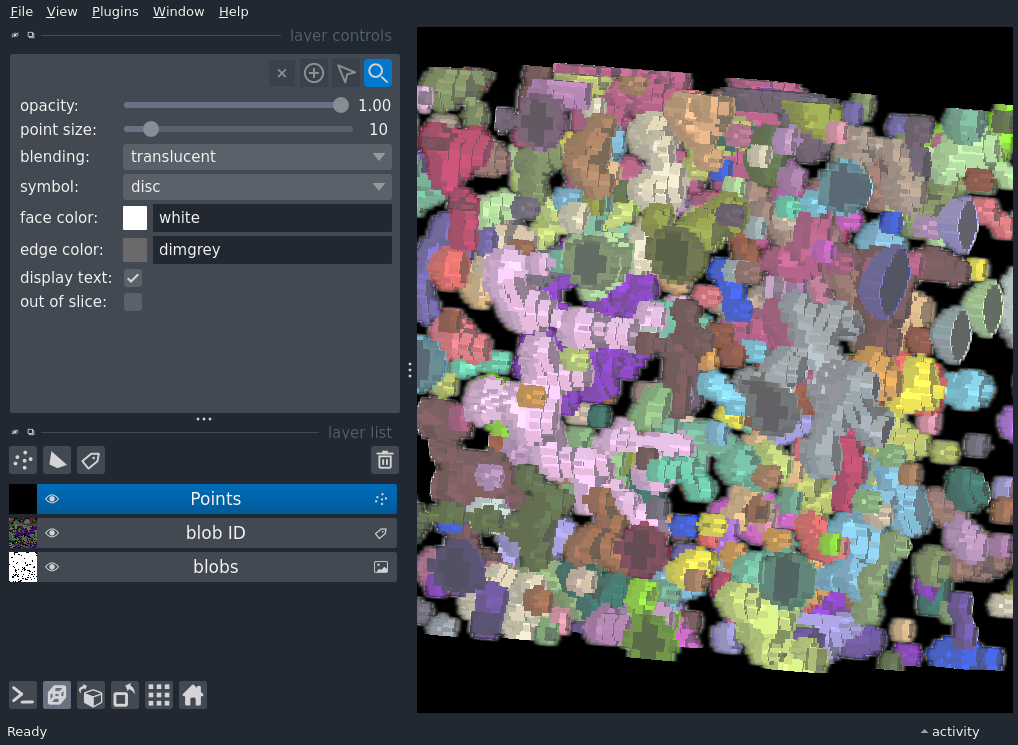 File View Plugins Window Help
layer controls
opacity: 1.00
point size: 10
blending: translucent
symbol: disc
face color: white
edge color: dimgrey
display text:
out of slice:
layer list
Points
blob ID
blobs
Ready
activity